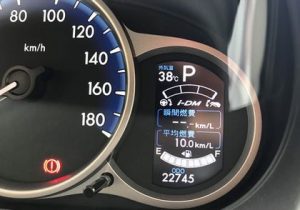 80
100
120
140
160
180
km/h
外気温
38℃ P
i-DM
瞬間燃費
--.- km/L
平均燃費
10.0 km/L
E F
ODO
22745